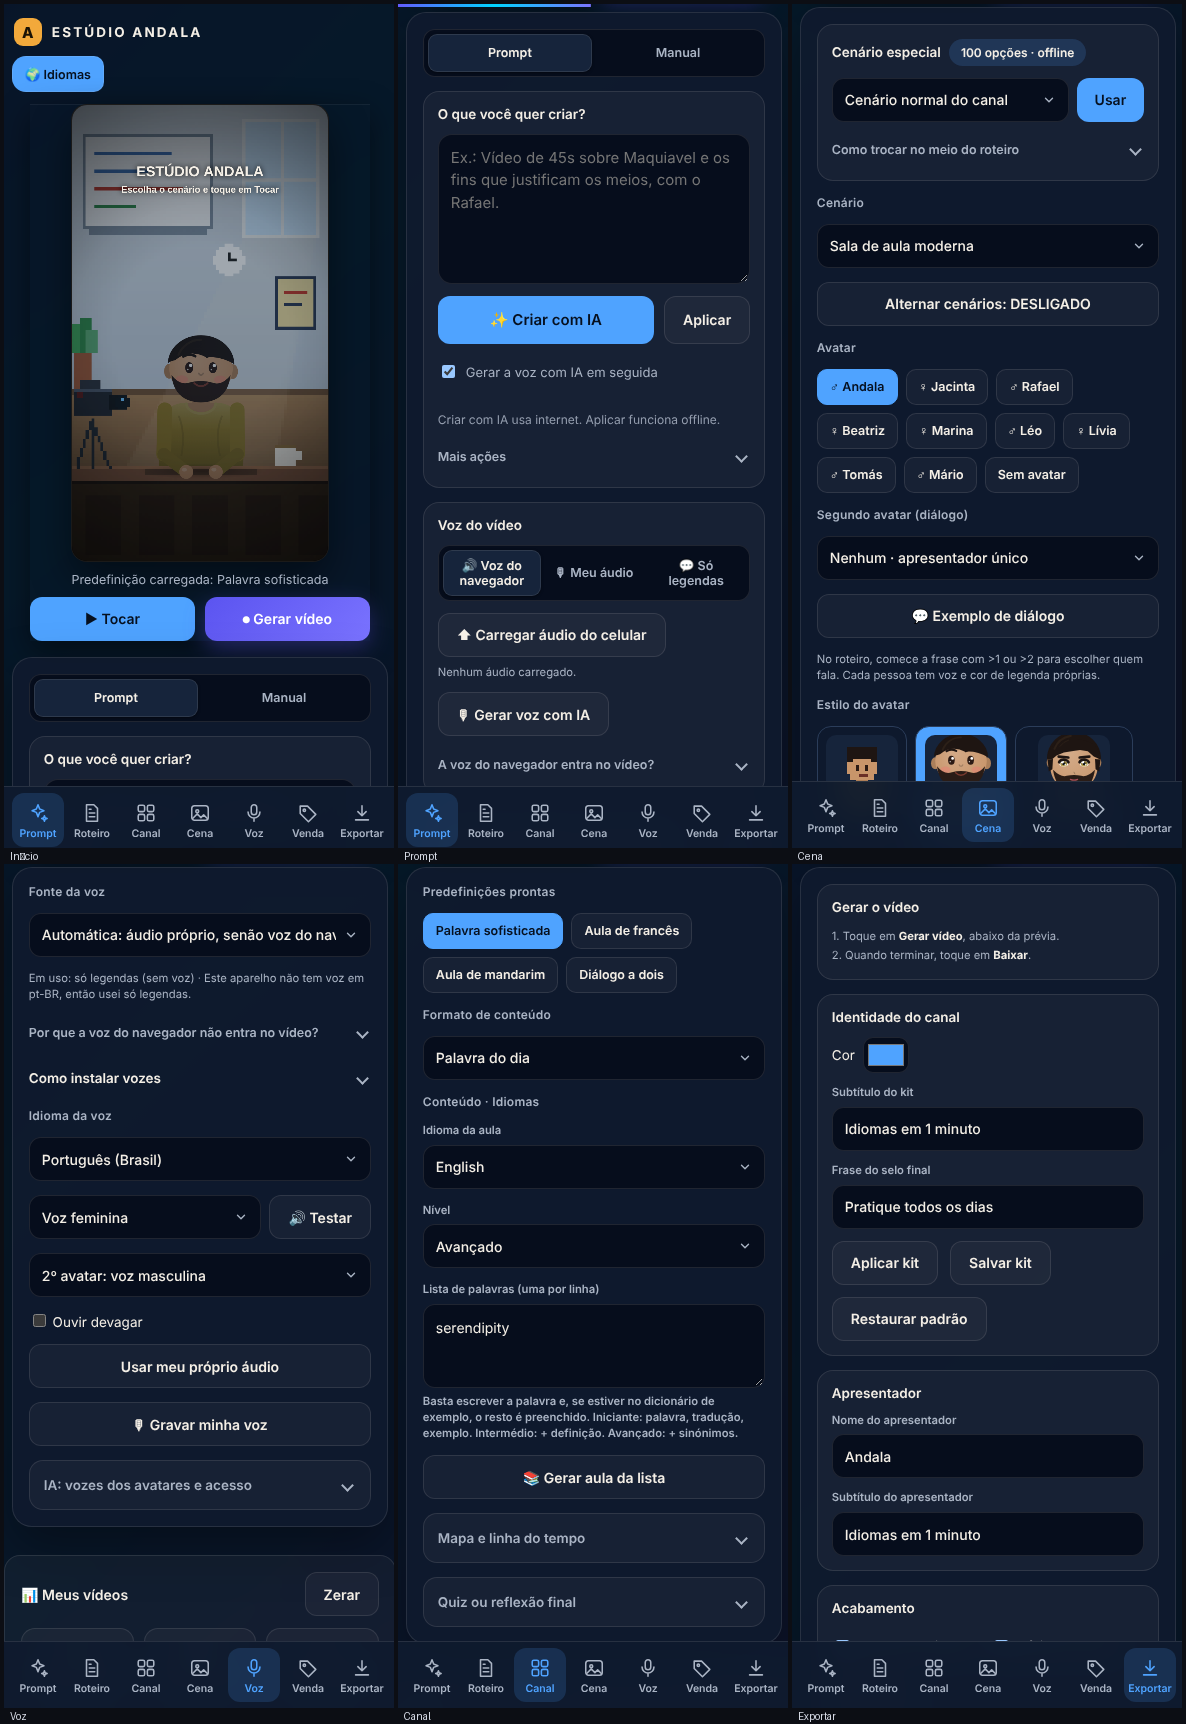 A ESTÚDIO ANDALA
🌍 Idiomas
ESTÚDIO ANDALA
Escolha o cenário e toque em Tocar
Predefinição carregada: Palavra sofisticada
▶ Tocar
● Gerar vídeo
Prompt
Manual
O que você quer criar?
Prompt
Roteiro
Canal
Cena
Voz
Venda
Exportar
Prompt
Manual
O que você quer criar?
Ex.: Vídeo de 45s sobre Maquiavel e os
fins que justificam os meios, com o
Rafael.
✨ Criar com IA
Aplicar
Gerar a voz com IA em seguida
Criar com IA usa internet. Aplicar funciona offline.
Mais ações
Voz do vídeo
🔊 Voz do
navegador
🎙 Meu áudio
💬 Só
legendas
⬆ Carregar áudio do celular
Nenhum áudio carregado.
🎙 Gerar voz com IA
A voz do navegador entra no vídeo?
Prompt
Roteiro
Canal
Cena
Voz
Venda
Exportar
Prompt
Cenário especial
100 opções · offline
Cenário normal do canal
Usar
Como trocar no meio do roteiro
Cenário
Sala de aula moderna
Alternar cenários: DESLIGADO
Avatar
♂ Andala
♀ Jacinta
♂ Rafael
♀ Beatriz
♀ Marina
♂ Léo
♀ Lívia
♂ Tomás
♂ Mário
Sem avatar
Segundo avatar (diálogo)
Nenhum · apresentador único
💬 Exemplo de diálogo
No roteiro, comece a frase com >1 ou >2 para escolher quem
fala. Cada pessoa tem voz e cor de legenda próprias.
Estilo do avatar
Prompt
Roteiro
Canal
Cena
Voz
Venda
Exportar
Cena
Fonte da voz
Automática: áudio próprio, senão voz do nav
Em uso: só legendas (sem voz) · Este aparelho não tem voz em
pt-BR, então usei só legendas.
Por que a voz do navegador não entra no vídeo?
Como instalar vozes
Idioma da voz
Português (Brasil)
Voz feminina
🔊 Testar
2º avatar: voz masculina
Ouvir devagar
Usar meu próprio áudio
🎙 Gravar minha voz
IA: vozes dos avatares e acesso
📊 Meus vídeos
Zerar
Prompt
Roteiro
Canal
Cena
Voz
Venda
Exportar
Voz
Predefinições prontas
Palavra sofisticada
Aula de francês
Aula de mandarim
Diálogo a dois
Formato de conteúdo
Palavra do dia
Conteúdo · Idiomas
Idioma da aula
English
Nível
Avançado
Lista de palavras (uma por linha)
serendipity
Basta escrever a palavra e, se estiver no dicionário de
exemplo, o resto é preenchido. Iniciante: palavra, tradução,
exemplo. Intermédio: + definição. Avançado: + sinónimos.
📚 Gerar aula da lista
Mapa e linha do tempo
Quiz ou reflexão final
Prompt
Roteiro
Canal
Cena
Voz
Venda
Exportar
Canal
Gerar o vídeo
1. Toque em Gerar vídeo, abaixo da prévia.
2. Quando terminar, toque em Baixar.
Identidade do canal
Cor
Subtítulo do kit
Idiomas em 1 minuto
Frase do selo final
Pratique todos os dias
Aplicar kit
Salvar kit
Restaurar padrão
Apresentador
Nome do apresentador
Andala
Subtítulo do apresentador
Idiomas em 1 minuto
Acabamento
Prompt
Roteiro
Canal
Cena
Voz
Venda
Exportar
Exportar